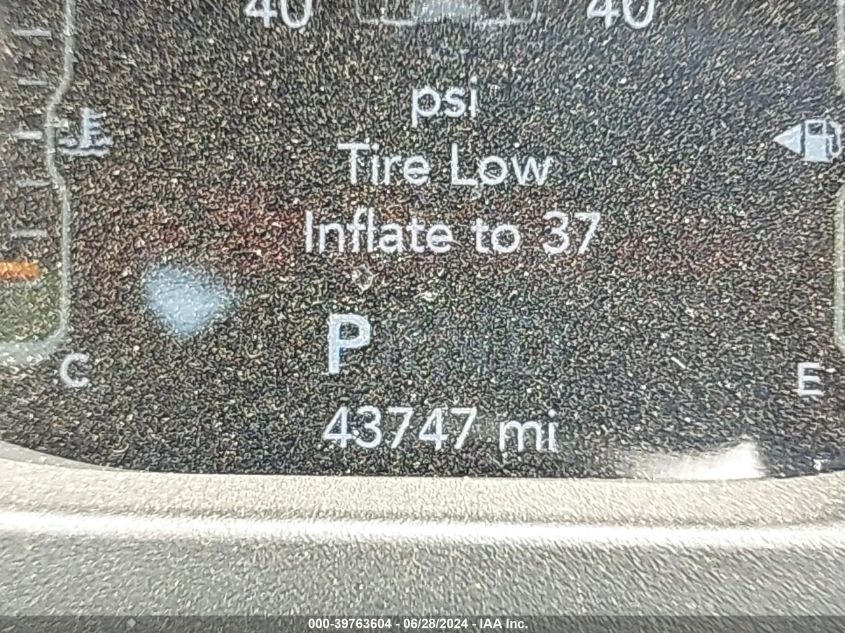 40 40
psi
Tire Low
Inflate to 37
P
C E
43747 mi
000-39763604 - 06/28/2024 - IAA Inc.